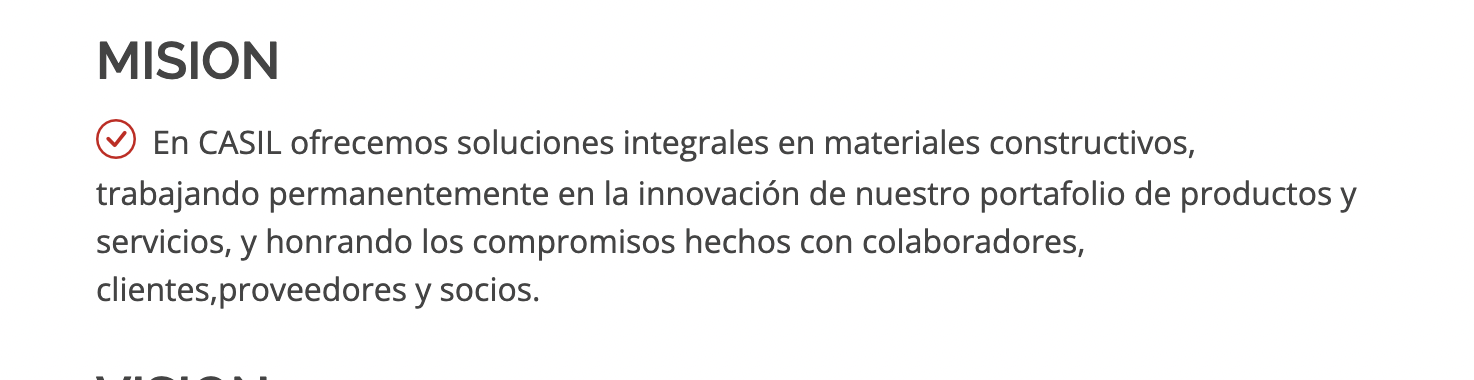 MISION
En CASIL ofrecemos soluciones integrales en materiales constructivos,
trabajando permanentemente en la innovación de nuestro portafolio de productos y
servicios, y honrando los compromisos hechos con colaboradores,
clientes,proveedores y socios.
VISION